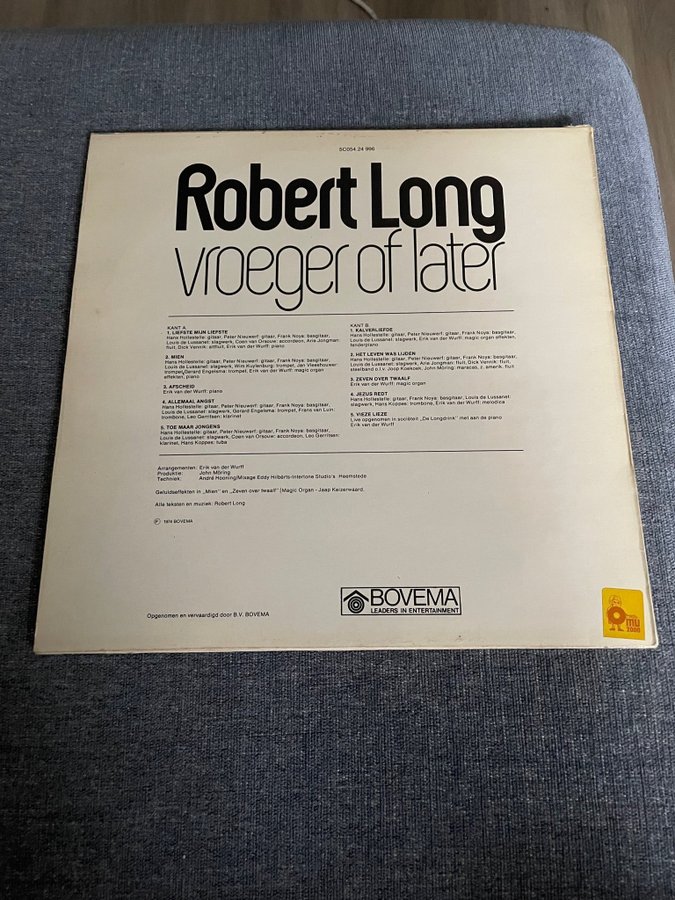 5C054.24 996
Robert Long
vroeger of later
KANT A.
1. LIEFSTE MIJN LIEFSTE
Hans Hollestelle: gitaar, Peter Nieuwerf: gitaar, Frank Noya: basgitaar,
Louis de Lussanet: slagwerk, Coen van Orsouw: accordeon, Arie Jongman:
fluit, Dick Vennik: altfluit, Erik van der Wurff: piano
2. MIEN
Hans Hollestelle: gitaar, Peter Nieuwerf: gitaar, Frank Noya: basgitaar,
Louis de Lussanet: slagwerk, Wim Kuylenburg: trompet, Jan Vleeshouwer:
trompet, Gerard Engelsma: trompet, Erik van der Wurff: magic organ
effekten, piano
3. AFSCHEID
Erik van der Wurff: piano
4. ALLEMAAL ANGST
Hans Hollestelle: gitaar, Peter Nieuwerf: gitaar, Frank Noya: basgitaar,
Louis de Lussanet: slagwerk, Gerard Engelsma: trompet, Frans van Luin:
trombone, Leo Gerritsen: klarinet
5. TOE MAAR JONGENS
Hans Hollestelle: gitaar, Peter Nieuwerf: gitaar, Frank Noya: basgitaar,
Louis de Lussanet: slagwerk, Coen van Orsouw: accordeon, Leo Gerritsen:
klarinet, Hans Koppes: tuba
KANT B.
1. KALVERLIEFDE
Hans Hollestelle: gitaar, Peter Nieuwerf: gitaar, Frank Noya: basgitaar,
Louis de Lussanet: slagwerk, Erik van der Wurff: magic organ effekten,
fenderpiano
2. HET LEVEN WAS LIJDEN
Hans Hollestelle: gitaar, Peter Nieuwerf: gitaar, Frank Noya: basgitaar,
Louis de Lussanet: slagwerk, Arie Jongman: fluit, Dick Vennik: fluit,
steelband o.l.v. Joop Koekoek, John Möring: maracas, z. amerik. fluit
3. ZEVEN OVER TWAALF
Erik van der Wurff: magic organ
4. JEZUS REDT
Hans Hollestelle: gitaar, Frank Noya: basgitaar, Louis de Lussanet:
slagwerk, Hans Koppes: trombone, Erik van der Wurff: melodica
5. VIEZE LIEZE
Live opgenomen in sociëteit „De Longdrink" met aan de piano
Erik van der Wurff
Arrangementen: Erik van der Wurff
Produktie: John Möring
Techniek: André Hooning/Mixage Eddy Hilberts-Intertone Studio's Heemstede
Geluidseffekten in „Mien" en „Zeven over twaalf" (Magic Organ - Jaap Keizerwaard.
Alle teksten en muziek: Robert Long
Ⓟ 1974 BOVEMA
Opgenomen en vervaardigd door B.V. BOVEMA
BOVEMA
LEADERS IN ENTERTAINMENT
mu
2000